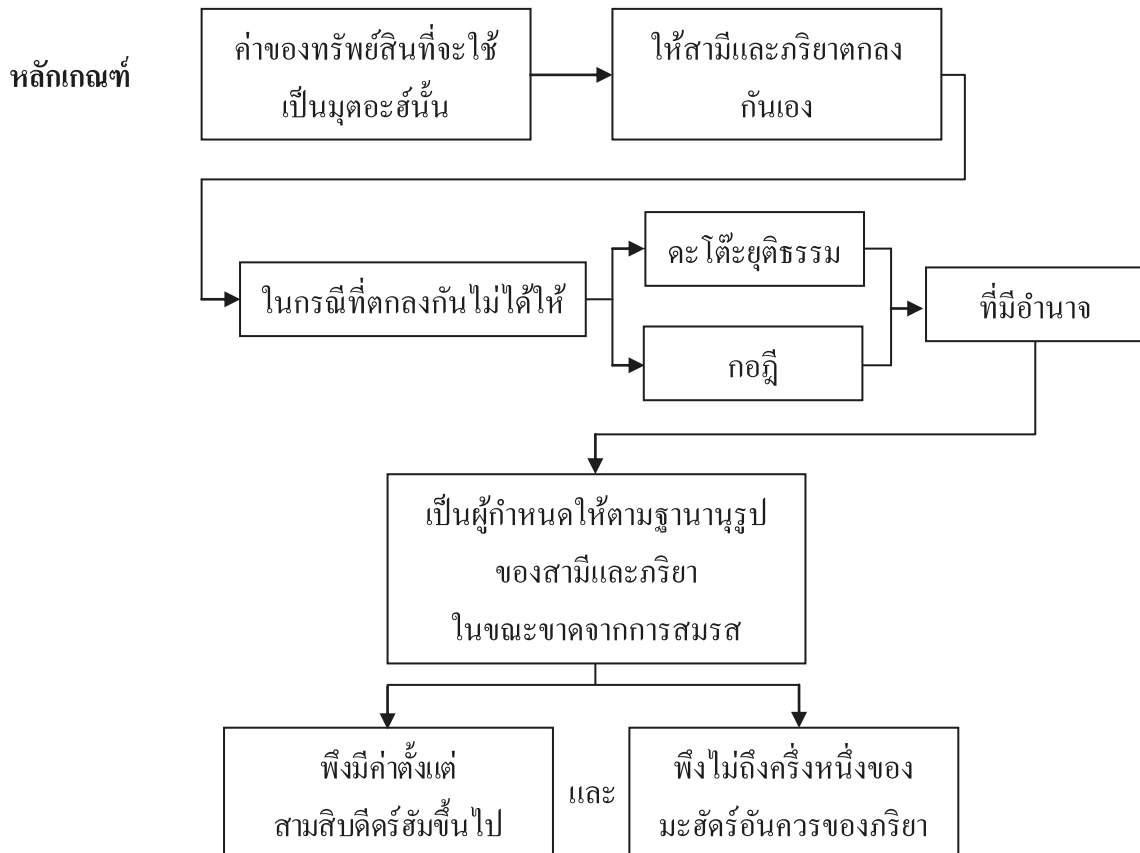 หลักเกณฑ์
ค่าของทรัพย์สินที่จะใช้
เป็นมุตอะฮ์นั้น
ให้สามีและภริยาตกลง
กันเอง
ในกรณีที่ตกลงกันไม่ได้ให้
ดะโต๊ะยุติธรรม
กอฎี
ที่มีอำนาจ
เป็นผู้กำหนดให้ตามฐานานุรูป
ของสามีและภริยา
ในขณะขาดจากการสมรส
พึงมีค่าตั้งแต่
สามสิบดีดร์ฮัมขึ้นไป
และ
พึงไม่ถึงครึ่งหนึ่งของ
มะฮัดร์อันควรของภริยา